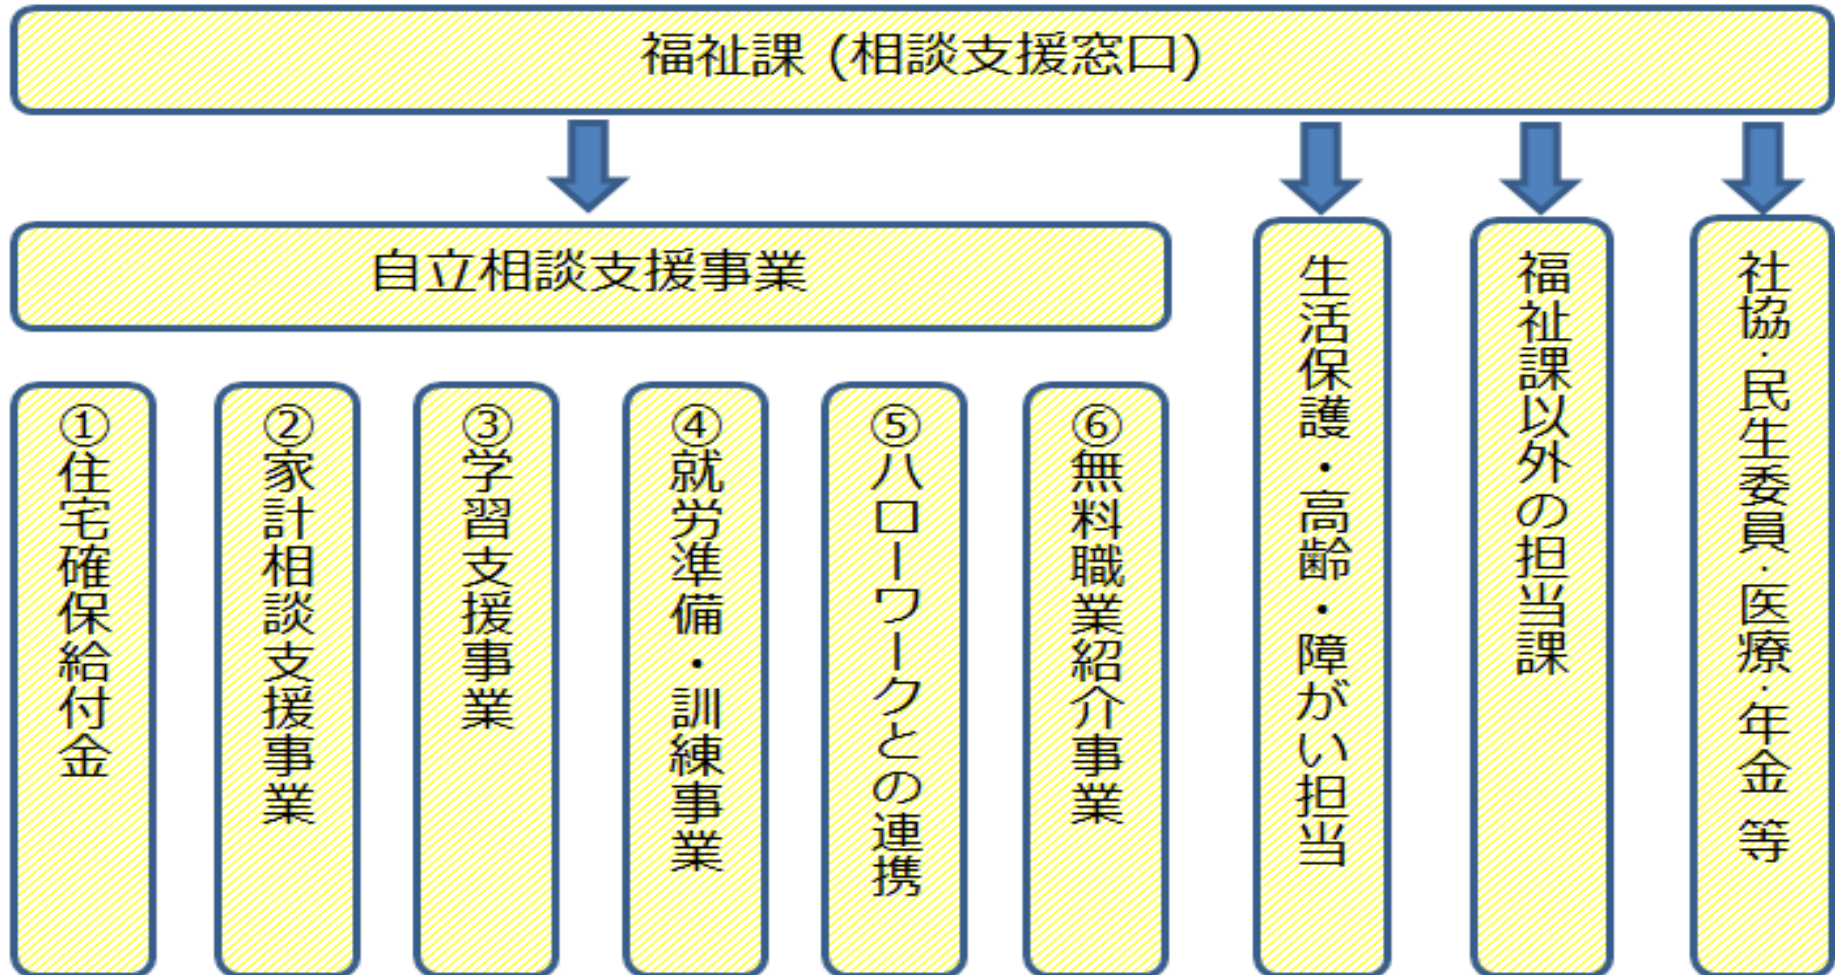 福祉課 (相談支援窓口)
自立相談支援事業
①住宅確保給付金
②家計相談支援事業
③学習支援事業
④就労準備・訓練事業
⑤ハローワークとの連携
⑥無料職業紹介事業
生活保護・高齢・障がい担当
福祉課以外の担当課
社協・民生委員・医療・年金 等